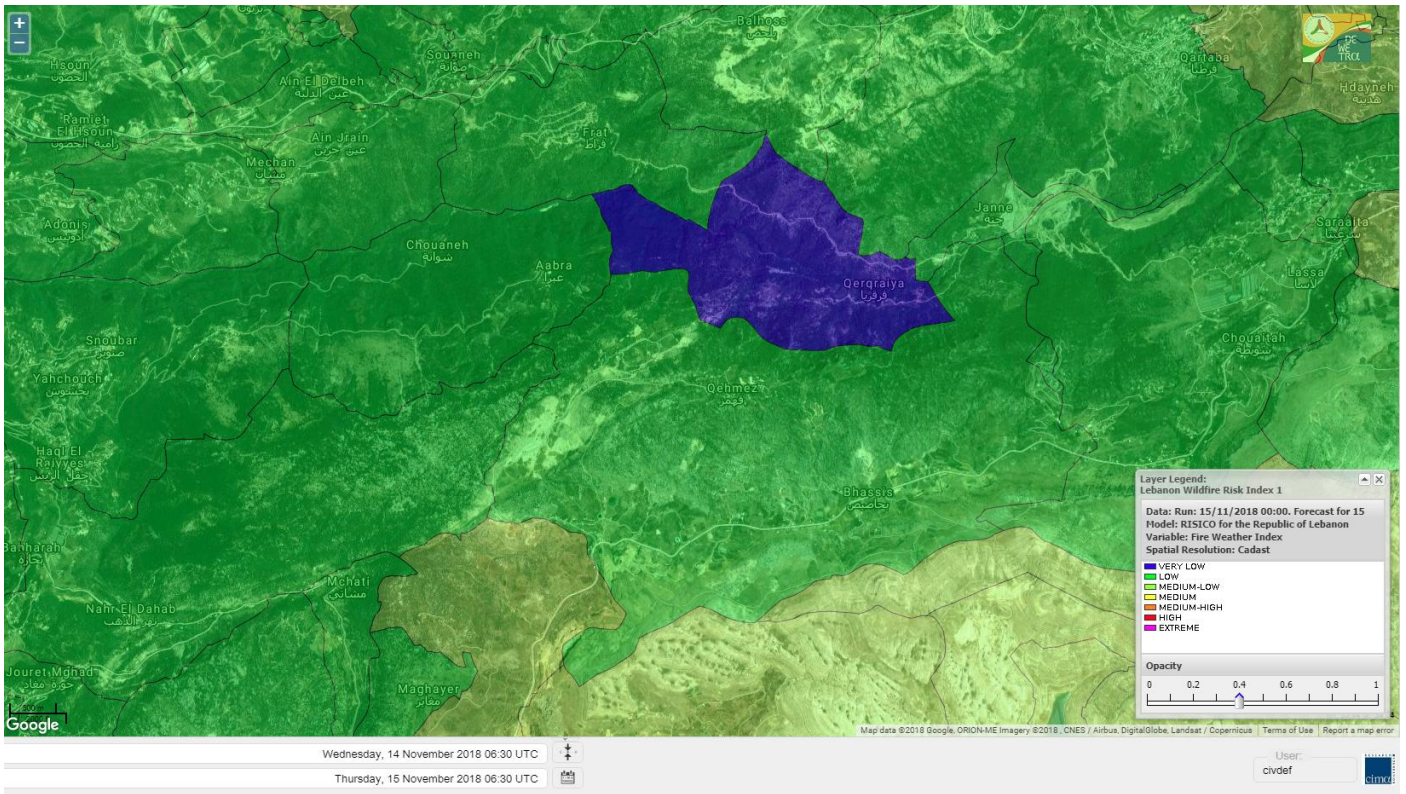 +
−
Balhoss
بلحص
Hsoun
الحصون
Souaneh
صوانة
Qartaba
قرطبا
DE
WE
TRα
Ain El Delbeh
عين الدلبة
Hdayneh
هدينة
Ramiet
El Hsoun
Ain Jrain
عين جرين
Frat
فراط
Mechan
مشان
Adonis
أدونيس
Janne
جنة
Saraaita
Chouaneh
شوانة
Aabra
عبرا
Lassa
لاسا
Qerqraiya
قرقريا
Snoubar
صنوبر
Chouaitah
شويطة
Yahchouch
يحشوش
Qehmez
قهمز
Haql El
Raiyyes
حقل الريس
Bhassis
Mchati
مشاتي
Nahr El Dahab
نهر الذهب
Jouret Mghad
Maghayer
مغاير
Google
Layer Legend:
Lebanon Wildfire Risk Index 1
Data: Run: 15/11/2018 00:00. Forecast for 15
Model: RISICO for the Republic of Lebanon
Variable: Fire Weather Index
Spatial Resolution: Cadast
VERY LOW
LOW
MEDIUM-LOW
MEDIUM
MEDIUM-HIGH
HIGH
EXTREME
Opacity
0 0.2 0.4 0.6 0.8 1
Map data ©2018 Google, ORION-ME Imagery ©2018 , CNES / Airbus, DigitalGlobe, Landsat / Copernicus Terms of Use Report a map error
Wednesday, 14 November 2018 06:30 UTC
Thursday, 15 November 2018 06:30 UTC
User:
civdef
cima